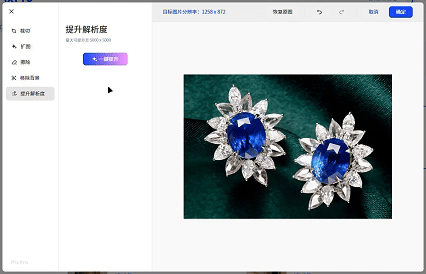 目标图片分辨率：1258 x 872
恢复原图
取消
确定
裁切
扩图
擦除
移除背景
提升解析度
提升解析度
最大可提升至 5000 x 5000
一键提升
PicPro